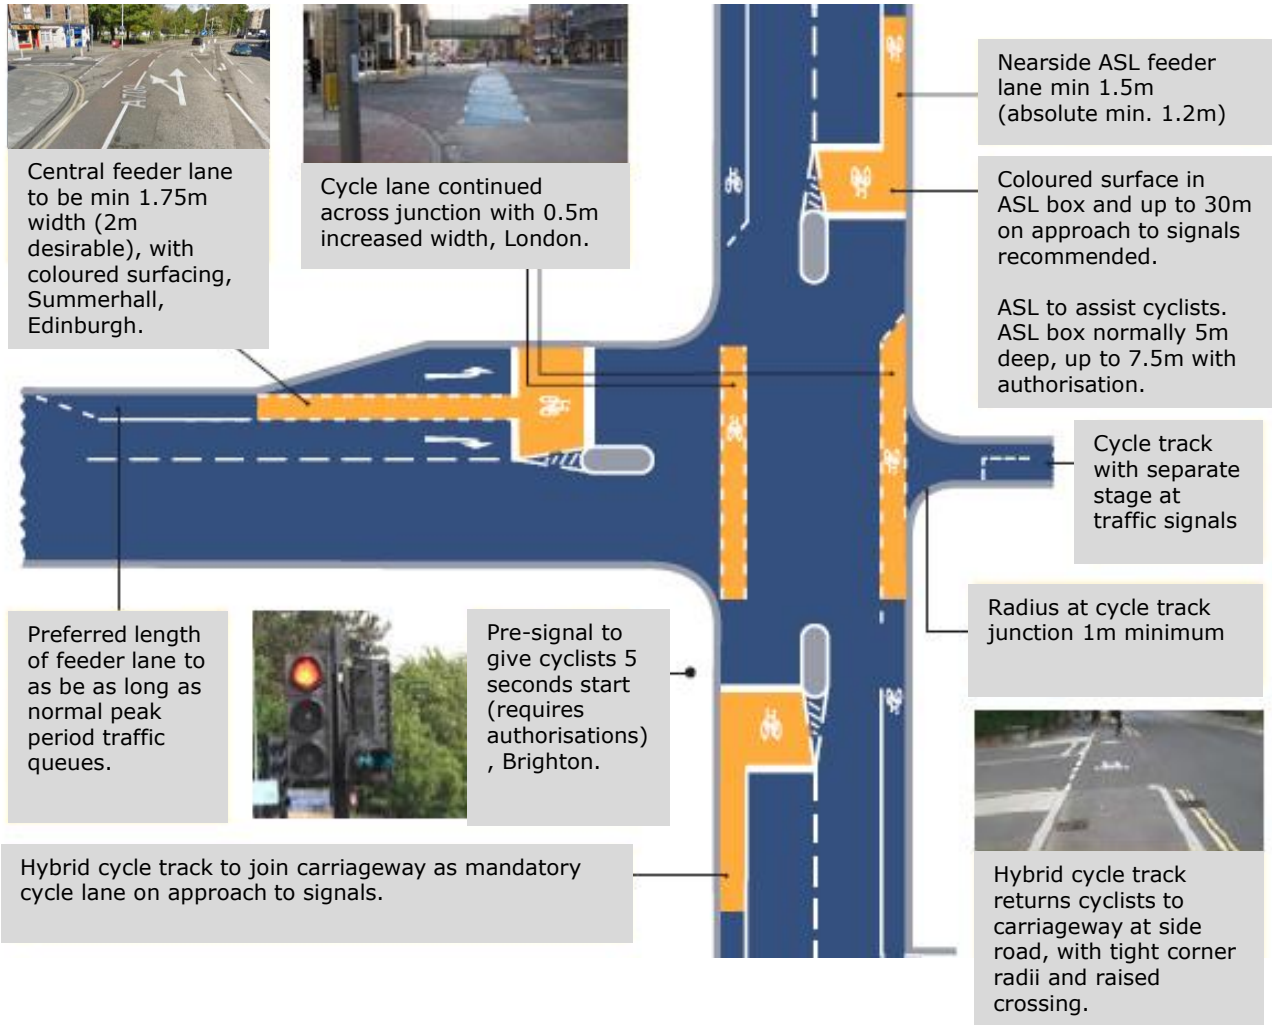 Central feeder lane
to be min 1.75m
width (2m
desirable), with
coloured surfacing,
Summerhall,
Edinburgh.
Cycle lane continued
across junction with 0.5m
increased width, London.
Nearside ASL feeder
lane min 1.5m
(absolute min. 1.2m)
Coloured surface in
ASL box and up to 30m
on approach to signals
recommended.
ASL to assist cyclists.
ASL box normally 5m
deep, up to 7.5m with
authorisation.
Cycle track
with separate
stage at
traffic signals
Radius at cycle track
junction 1m minimum
Preferred length
of feeder lane to
as be as long as
normal peak
period traffic
queues.
Pre-signal to
give cyclists 5
seconds start
(requires
authorisations)
, Brighton.
Hybrid cycle track to join carriageway as mandatory
cycle lane on approach to signals.
Hybrid cycle track
returns cyclists to
carriageway at side
road, with tight corner
radii and raised
crossing.